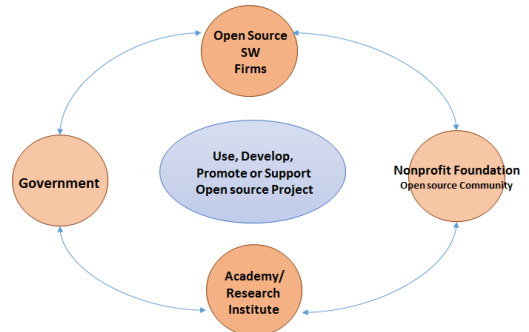 Open Source
SW
Firms
Use, Develop,
Promote or Support
Open source Project
Government
Nonprofit Foundation
Open source Community
Academy/
Research
Institute